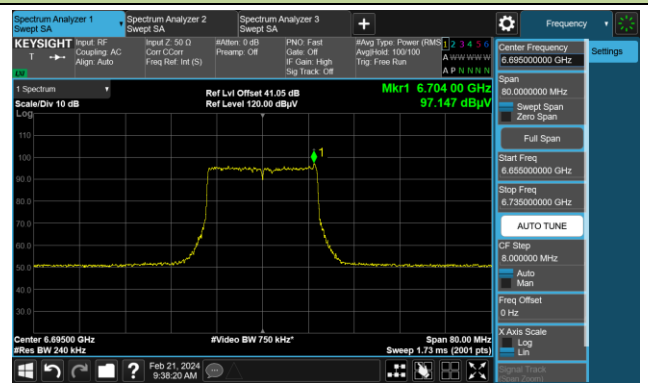 Spectrum Analyzer 1
Swept SA
Spectrum Analyzer 2
Swept SA
Spectrum Analyzer 3
Swept SA
+
Frequency
KEYSIGHT
T
Input: RF
Coupling: AC
Align: Auto
Input Z: 50 Ω
Corr CCorr
Freq Ref: Int (S)
#Atten: 0 dB
Preamp: Off
PNO: Fast
Gate: Off
IF Gain: High
Sig Track: Off
#Avg Type: Power (RMS
Avg|Hold: 100/100
Trig: Free Run
1 2 3 4 5 6
A W W W W W
A P N N N N
LW
1 Spectrum
Scale/Div 10 dB
Log
Ref Lvl Offset 41.05 dB
Ref Level 120.00 dBµV
Mkr1 6.704 00 GHz
97.147 dBµV
110
100
90.0
80.0
70.0
60.0
50.0
40.0
30.0
1
Center 6.69500 GHz
#Res BW 240 kHz
#Video BW 750 kHz*
Span 80.00 MHz
Sweep 1.73 ms (2001 pts)
Center Frequency
6.695000000 GHz
Settings
Span
80.0000000 MHz
Swept Span
Zero Span
Full Span
Start Freq
6.655000000 GHz
Stop Freq
6.735000000 GHz
AUTO TUNE
CF Step
8.000000 MHz
Auto
Man
Freq Offset
0 Hz
X Axis Scale
Log
Lin
Signal Track
(Span Zoom)
?
Feb 21, 2024
9:38:20 AM